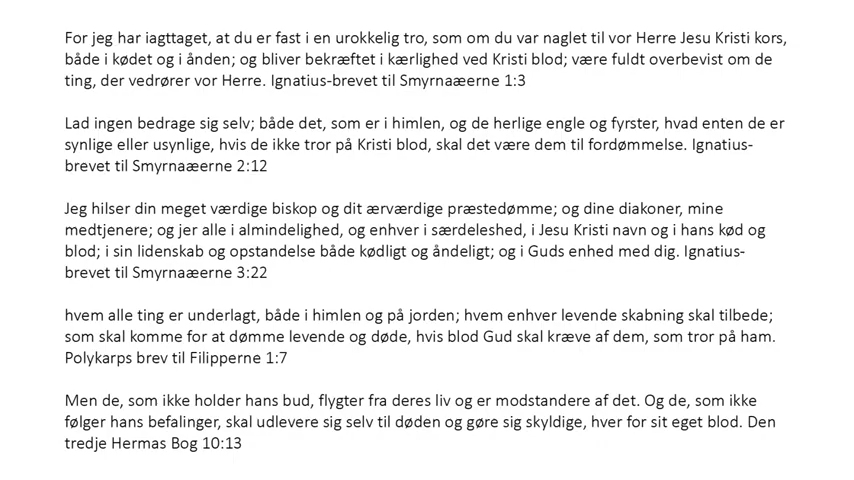 For jeg har iagttaget, at du er fast i en urokkelig tro, som om du var naglet til vor Herre Jesu Kristi kors,
både i kødet og i ånden; og bliver bekræftet i kærlighed ved Kristi blod; være fuldt overbevist om de
ting, der vedrører vor Herre. Ignatius-brevet til Smyrnaæerne 1:3
Lad ingen bedrage sig selv; både det, som er i himlen, og de herlige engle og fyrster, hvad enten de er
synlige eller usynlige, hvis de ikke tror på Kristi blod, skal det være dem til fordømmelse. Ignatius-
brevet til Smyrnaæerne 2:12
Jeg hilser din meget værdige biskop og dit ærværdige præstedømme; og dine diakoner, mine
medtjenere; og jer alle i almindelighed, og enhver i særdeleshed, i Jesu Kristi navn og i hans kød og
blod; i sin lidenskab og opstandelse både kødligt og åndeligt; og i Guds enhed med dig. Ignatius-
brevet til Smyrnaæerne 3:22
hvem alle ting er underlagt, både i himlen og på jorden; hvem enhver levende skabning skal tilbede;
som skal komme for at dømme levende og døde, hvis blod Gud skal kræve af dem, som tror på ham.
Polykarps brev til Filipperne 1:7
Men de, som ikke holder hans bud, flygter fra deres liv og er modstandere af det. Og de, som ikke
følger hans befalinger, skal udlevere sig selv til døden og gøre sig skyldige, hver for sit eget blod. Den
tredje Hermas Bog 10:13